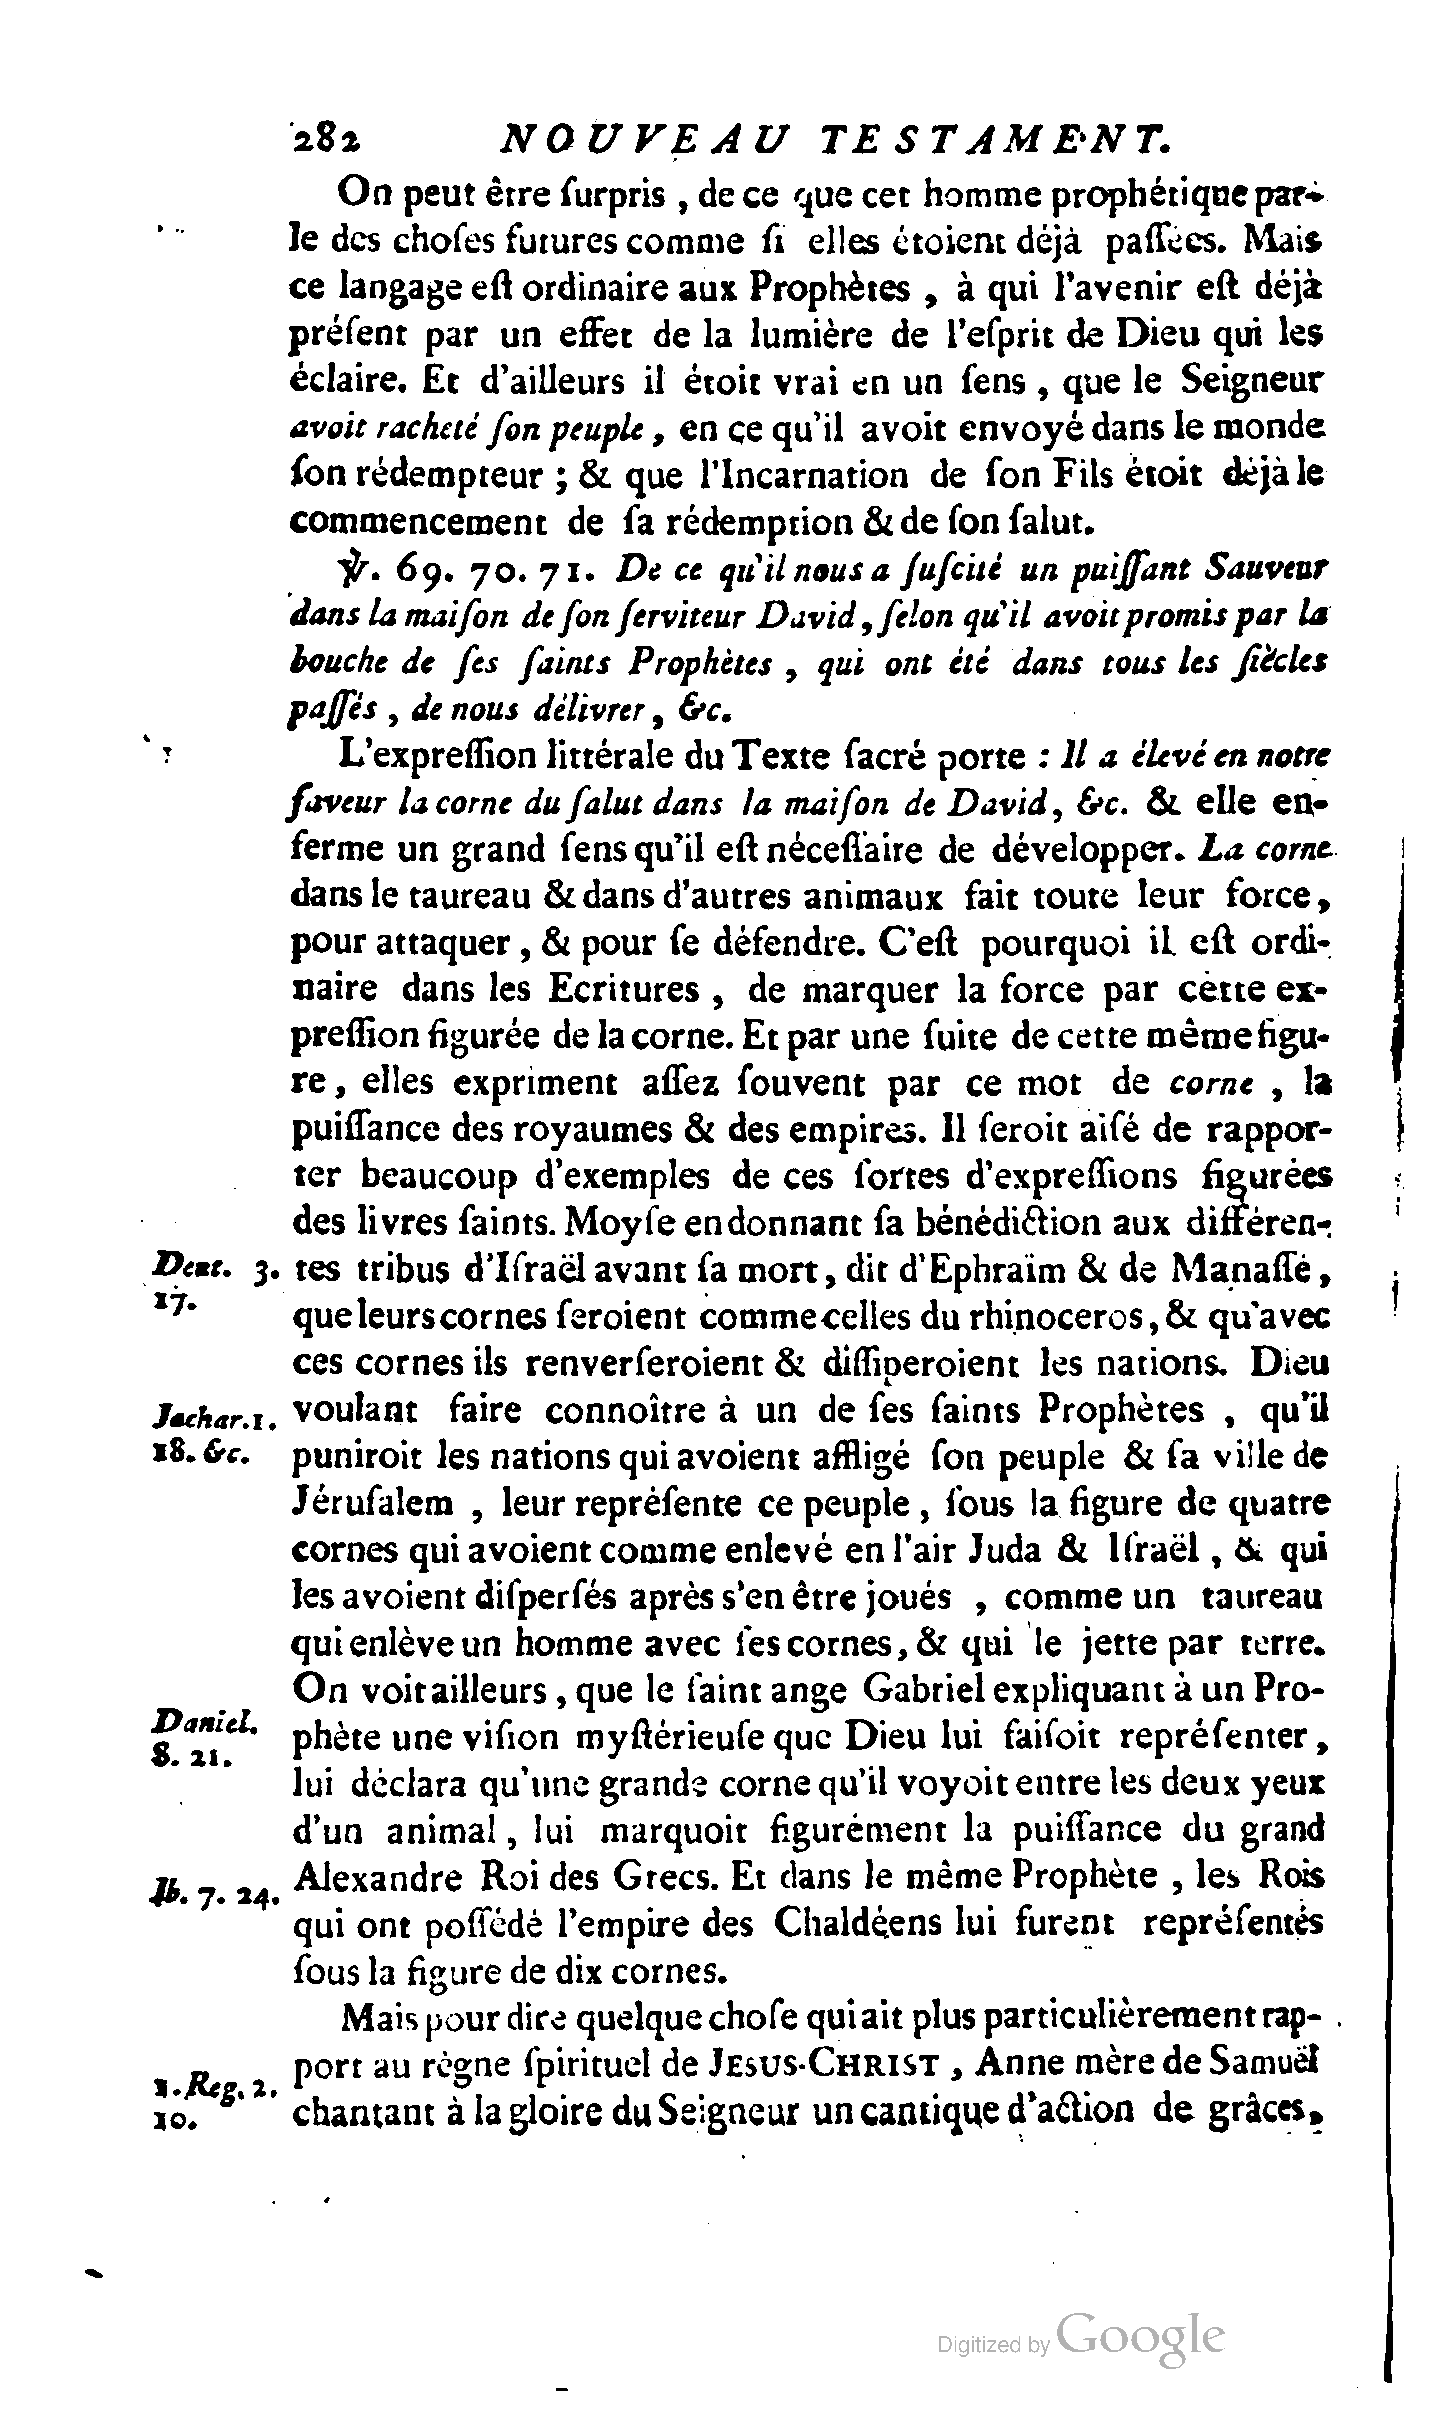 282 NOUVEAU TESTAMENT.
On peut être ſurpris , de ce que cet homme prophétique par-
le des choſes futures comme ſi elles étoient déjà paſſées. Mais
ce langage eſt ordinaire aux Prophètes , à qui l'avenir eſt déjà
préſent par un effet de la lumière de l'eſprit de Dieu qui les
éclaire. Et d'ailleurs il étoit vrai en un ſens , que le Seigneur
avoit racheté ſon peuple , en ce qu'il avoit envoyé dans le monde
ſon rédempteur ; & que l'Incarnation de ſon Fils étoit déjà le
commencement de ſa rédemption & de ſon ſalut.
℣. 69. 70. 71. De ce qu'il nous a ſuſcité un puiſſant Sauveur
dans la maiſon de ſon ſerviteur David , ſelon qu'il avoit promis par la
bouche de ſes ſaints Prophètes , qui ont été dans tous les ſiècles
paſſés , de nous délivrer , &c.
L'expreſſion littérale du Texte ſacré porte : Il a élevé en notre
faveur la corne du ſalut dans la maiſon de David, &c. & elle en-
ferme un grand ſens qu'il eſt néceſſaire de développer. La corne
dans le taureau & dans d'autres animaux fait toute leur force,
pour attaquer , & pour ſe défendre. C'eſt pourquoi il eſt ordi-
naire dans les Ecritures , de marquer la force par cette ex-
preſſion figurée de la corne. Et par une ſuite de cette même figu-
re , elles expriment aſſez ſouvent par ce mot de corne , la
puiſſance des royaumes & des empires. Il ſeroit aiſé de rappor-
ter beaucoup d'exemples de ces ſortes d'expreſſions figurées
des livres ſaints. Moyſe en donnant ſa bénédiction aux différen-
Deut. 3. tes tribus d'Iſraël avant ſa mort, dit d'Ephraïm & de Manaſſé,
17. que leurs cornes ſeroient comme celles du rhinoceros, & qu'avec
ces cornes ils renverſeroient & diſſiperoient les nations. Dieu
Zachar. 1. voulant faire connoître à un de ſes ſaints Prophètes , qu'il
18. &c. puniroit les nations qui avoient affligé ſon peuple & ſa ville de
Jéruſalem , leur repréſente ce peuple , ſous la figure de quatre
cornes qui avoient comme enlevé en l'air Juda & Iſraël , & qui
les avoient diſperſés après s'en être joués , comme un taureau
qui enlève un homme avec ſes cornes, & qui le jette par terre.
On voit ailleurs , que le ſaint ange Gabriel expliquant à un Pro-
Daniel. phète une viſion myſtérieuſe que Dieu lui faiſoit repréſenter ,
8. 21.
lui déclara qu'une grande corne qu'il voyoit entre les deux yeux
d'un animal , lui marquoit figurément la puiſſance du grand
Ib. 7. 24. Alexandre Roi des Grecs. Et dans le même Prophète , les Rois
qui ont poſſédé l'empire des Chaldéens lui furent repréſentés
ſous la figure de dix cornes.
Mais pour dire quelque choſe qui ait plus particulièrement rap-
1. Reg. 2. port au règne ſpirituel de JESUS-CHRIST , Anne mère de Samuël
10. chantant à la gloire du Seigneur un cantique d'action de grâces,
Digitized by Google